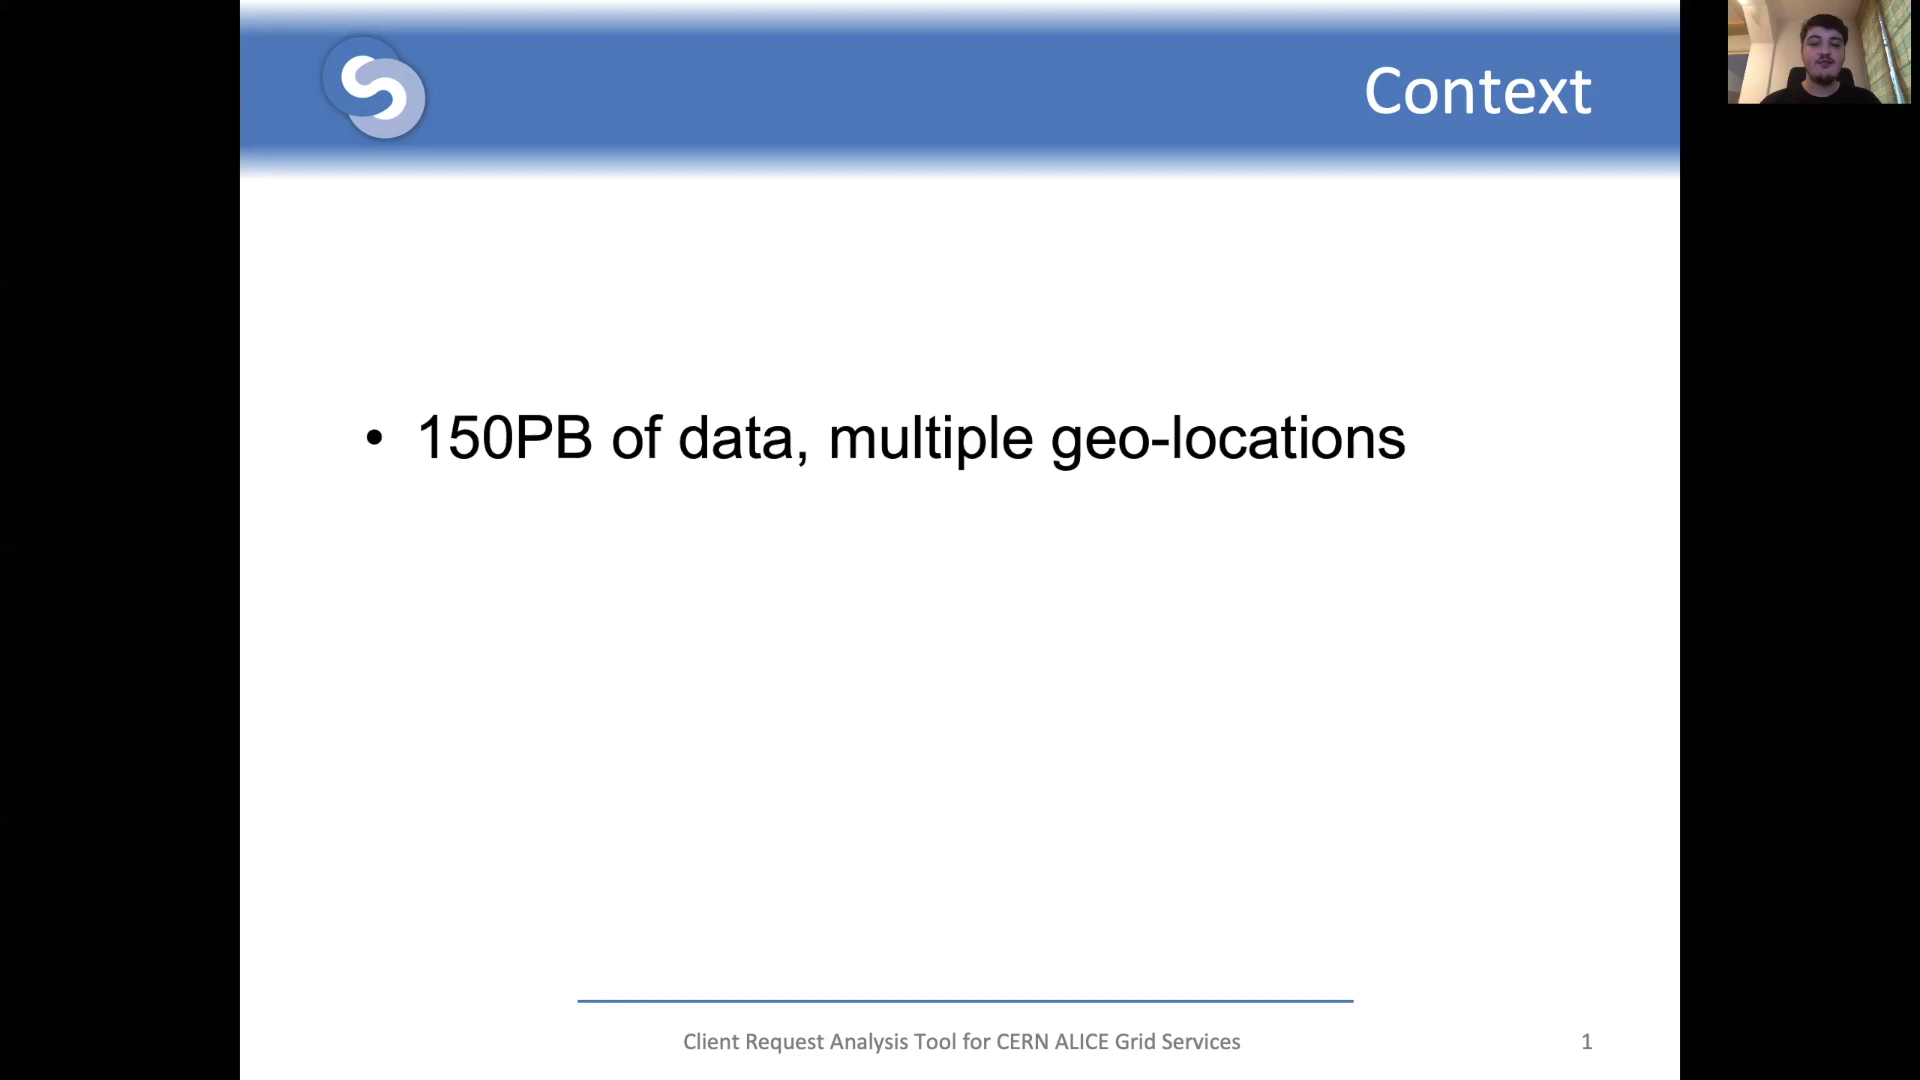 Context
• 150PB of data, multiple geo-locations
Client Request Analysis Tool for CERN ALICE Grid Services
1